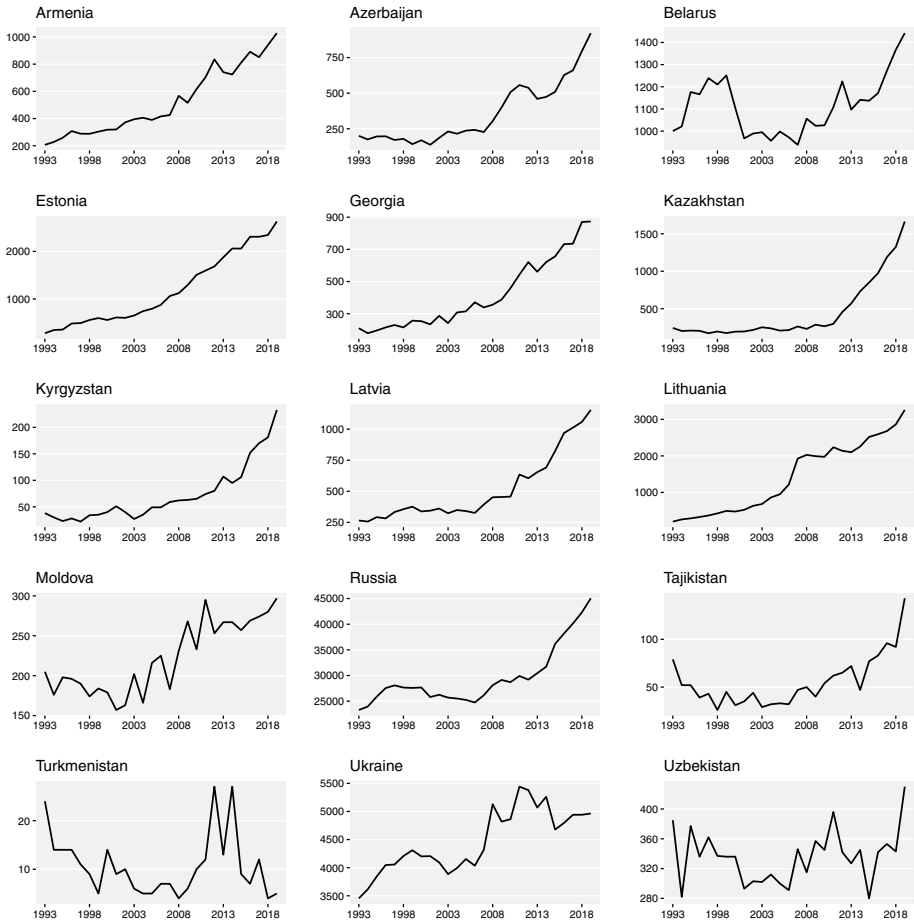 Armenia
Azerbaijan
Belarus
1000
800
600
400
200
1993 1998 2003 2008 2013 2018
750
500
250
1993 1998 2003 2008 2013 2018
1400
1300
1200
1100
1000
1993 1998 2003 2008 2013 2018
Estonia
Georgia
Kazakhstan
2000
1000
1993 1998 2003 2008 2013 2018
900
700
500
300
1993 1998 2003 2008 2013 2018
1500
1000
500
1993 1998 2003 2008 2013 2018
Kyrgyzstan
Latvia
Lithuania
200
150
100
50
1993 1998 2003 2008 2013 2018
1000
750
500
250
1993 1998 2003 2008 2013 2018
3000
2000
1000
1993 1998 2003 2008 2013 2018
Moldova
Russia
Tajikistan
300
250
200
150
1993 1998 2003 2008 2013 2018
45000
40000
35000
30000
25000
1993 1998 2003 2008 2013 2018
100
50
1993 1998 2003 2008 2013 2018
Turkmenistan
Ukraine
Uzbekistan
20
10
1993 1998 2003 2008 2013 2018
5500
5000
4500
4000
3500
1993 1998 2003 2008 2013 2018
400
360
320
280
1993 1998 2003 2008 2013 2018